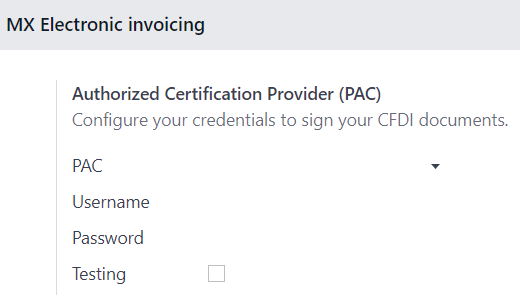 MX Electronic invoicing
Authorized Certification Provider (PAC)
Configure your credentials to sign your CFDI documents.
PAC
Username
Password
Testing